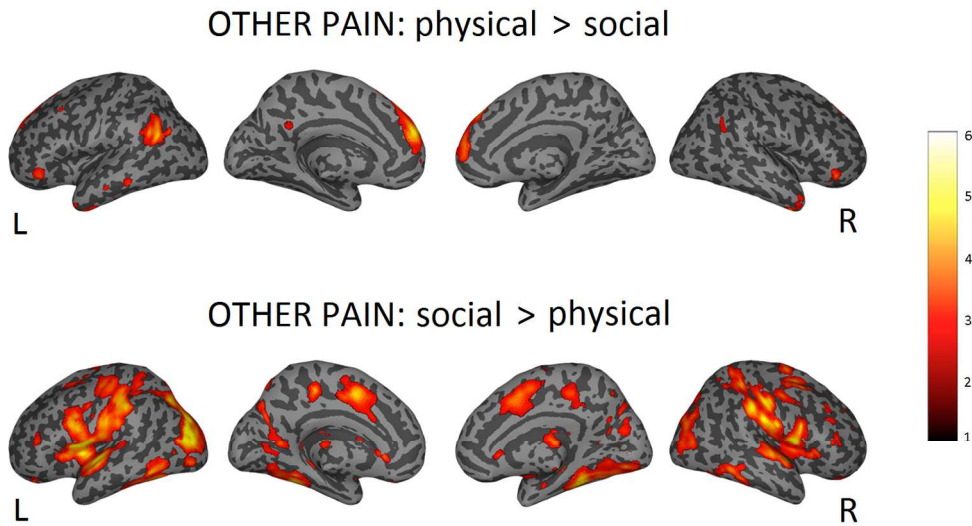 OTHER PAIN: physical > social
L
R
6
5
4
3
2
1
OTHER PAIN: social > physical
L
R